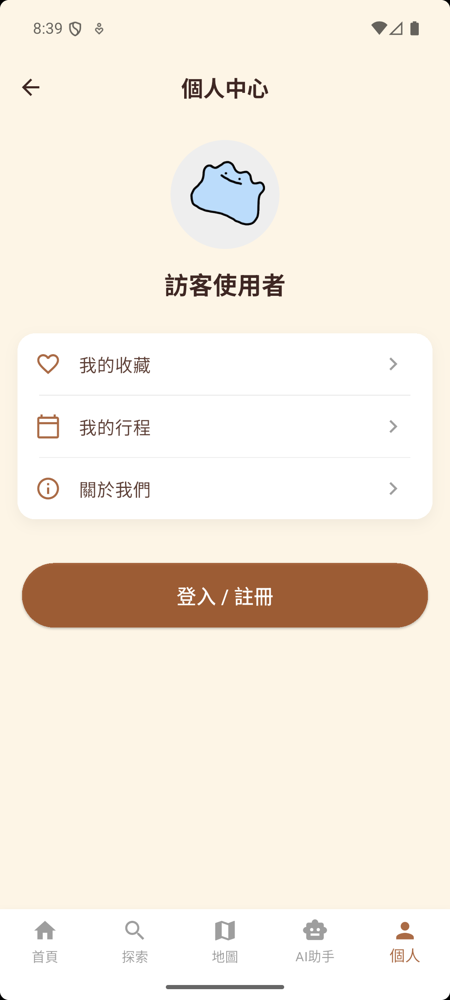 8:39
個人中心
訪客使用者
我的收藏
我的行程
關於我們
登入 / 註冊
首頁
探索
地圖
AI助手
個人